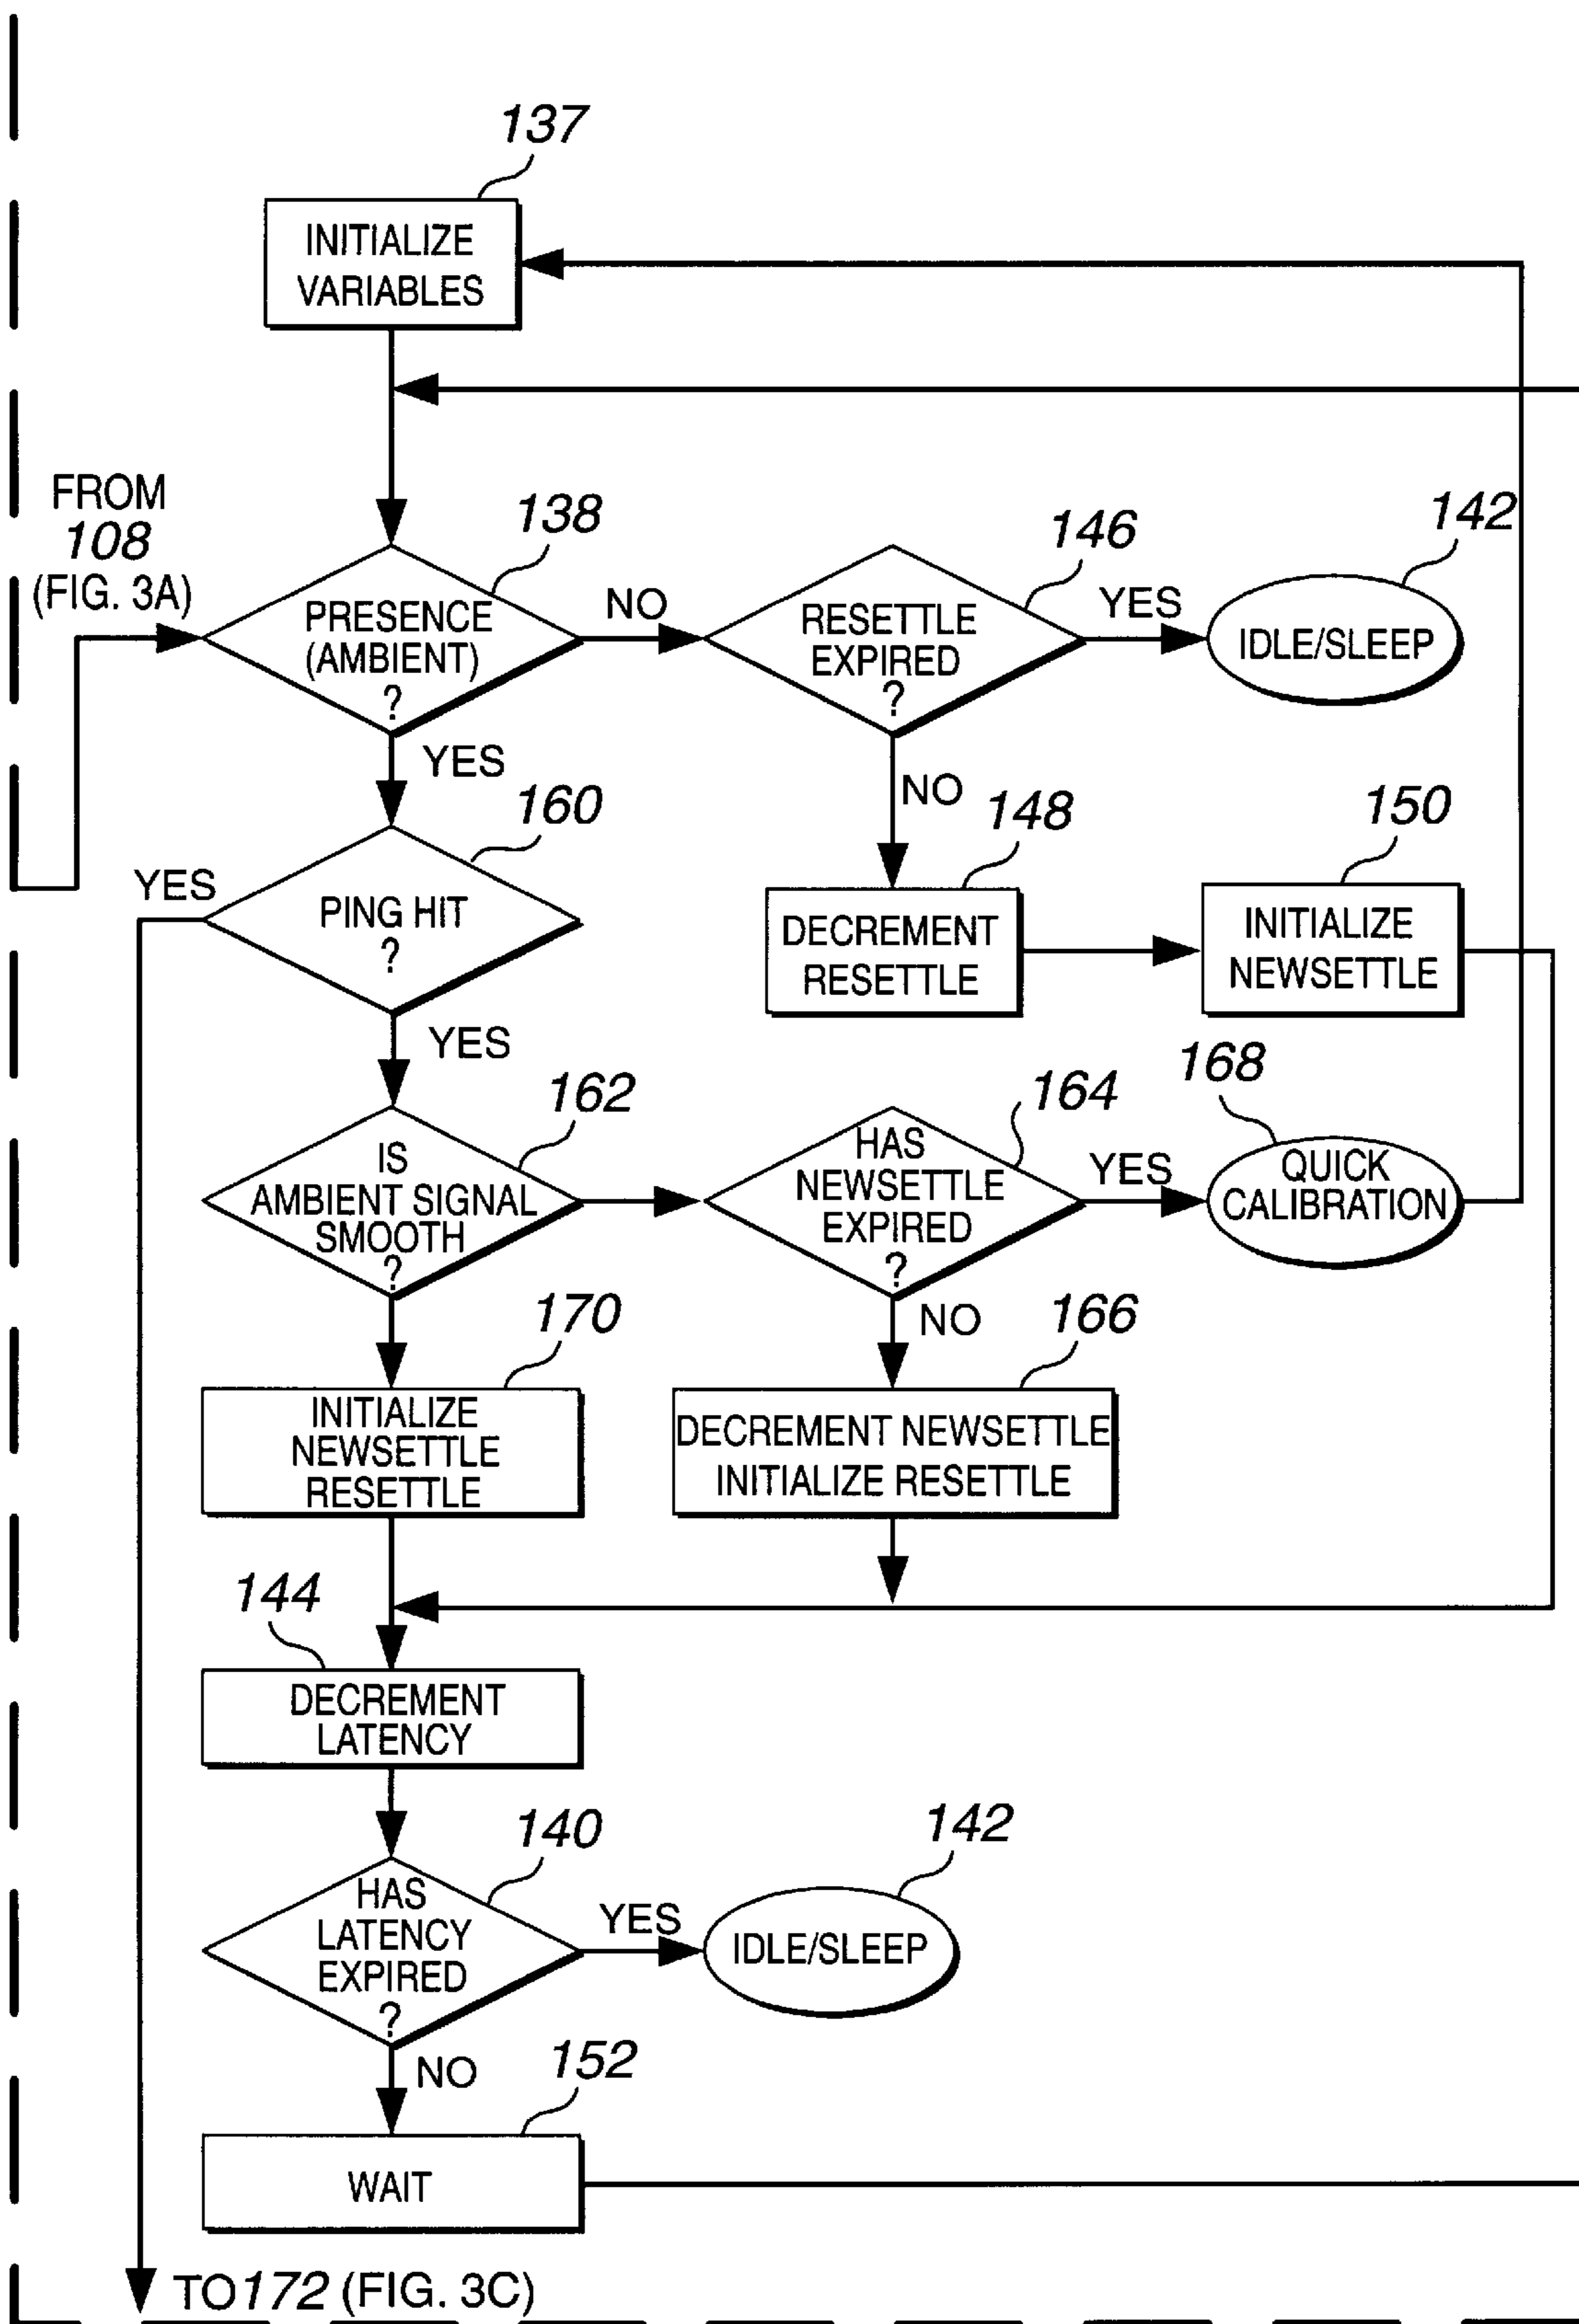 137
INITIALIZE
VARIABLES
FROM
108
(FIG. 3A)
138
PRESENCE
(AMBIENT)
?
NO
146
RESETTLE
EXPIRED
?
YES
142
IDLE/SLEEP
YES
160
YES
PING HIT
?
NO
148
DECREMENT
RESETTLE
150
INITIALIZE
NEWSETTLE
YES
162
IS
AMBIENT SIGNAL
SMOOTH
?
164
HAS
NEWSETTLE
EXPIRED
?
YES
168
QUICK
CALIBRATION
170
INITIALIZE
NEWSETTLE
RESETTLE
NO
166
DECREMENT NEWSETTLE
INITIALIZE RESETTLE
144
DECREMENT
LATENCY
140
HAS
LATENCY
EXPIRED
?
YES
142
IDLE/SLEEP
NO
152
WAIT
TO 172 (FIG. 3C)